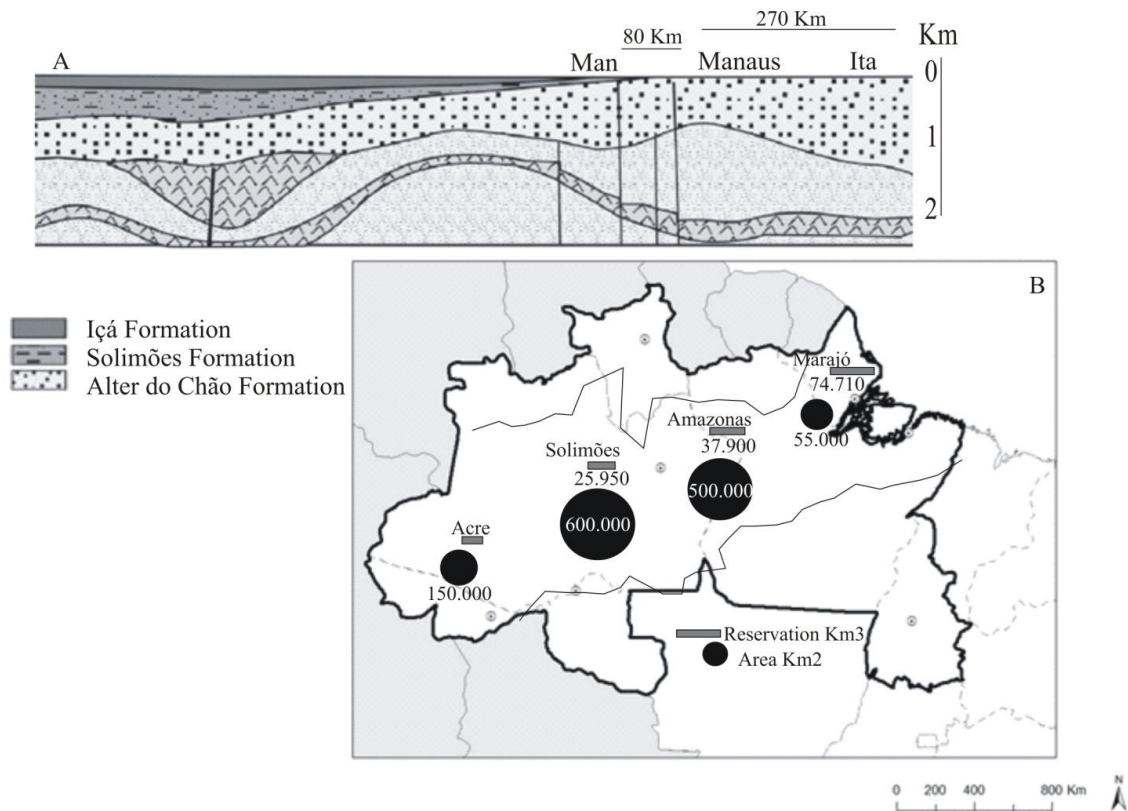 A
Man
80 Km
Manaus
270 Km
Ita
Km
0
1
2
Içá Formation
Solimões Formation
Alter do Chão Formation
B
Marajó
74.710
55.000
Amazonas
37.900
500.000
Solimões
25.950
600.000
Acre
150.000
Reservation Km3
Area Km2
0 200 400 800 Km
N